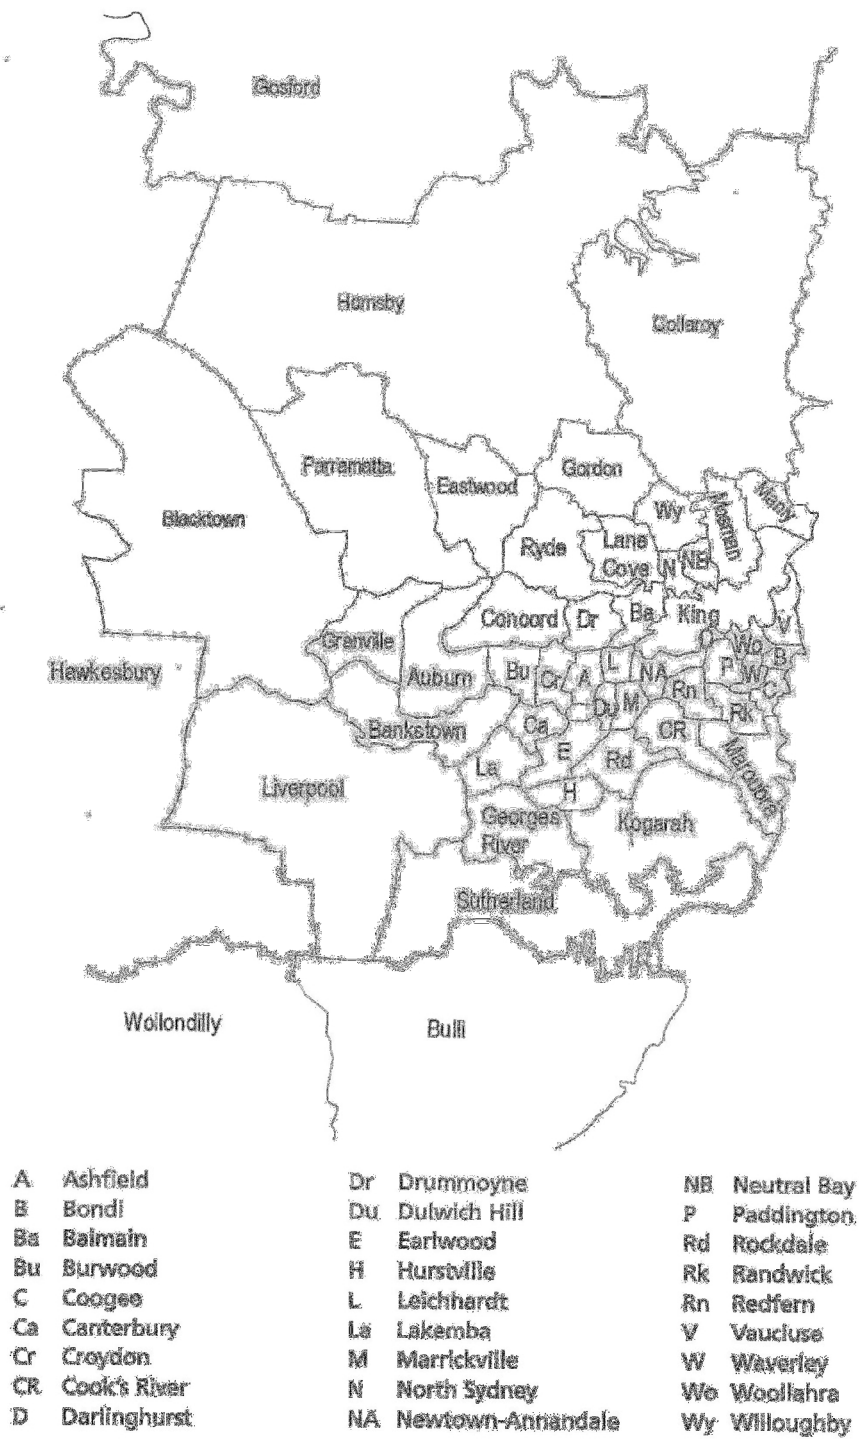 Gosford
Hornsby
Collaroy
Parramatta
Eastwood
Gordon
Blacktown
Wy
Mosman
Manly
Ryde
Lane
Cove
N
NB
Concord
Dr
Ba
King
V
Granville
Hawkesbury
Auburn
Bu
Cr
A
L
NA
Rn
P
Wo
B
W
C
Du
M
Rk
Bankstown
Ca
CR
E
Rd
Maroubra
La
Liverpool
H
Georges
River
Kogarah
Sutherland
Wollondilly
Bulli
A Ashfield
B Bondi
Ba Balmain
Bu Burwood
C Coogee
Ca Canterbury
Cr Croydon
CR Cook's River
D Darlinghurst
Dr Drummoyne
Du Dulwich Hill
E Earlwood
H Hurstville
L Leichhardt
La Lakemba
M Marrickville
N North Sydney
NA Newtown-Annandale
NB Neutral Bay
P Paddington
Rd Rockdale
Rk Randwick
Rn Redfern
V Vaucluse
W Waverley
Wo Woollahra
Wy Willoughby